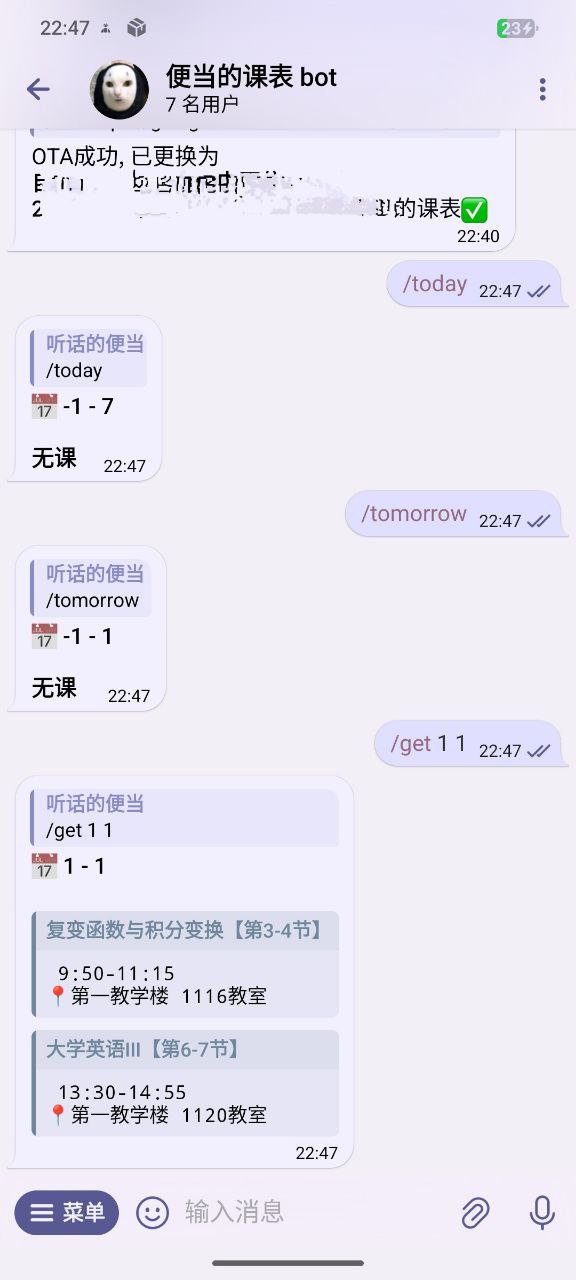 22:47
23
便当的课表 bot
7 名用户
OTA成功, 已更换为
2
的课表✅
22:40
/today 22:47
听话的便当
/today
📅 -1 - 7
无课 22:47
/tomorrow 22:47
听话的便当
/tomorrow
📅 -1 - 1
无课 22:47
/get 1 1 22:47
听话的便当
/get 1 1
📅 1 - 1
复变函数与积分变换【第3-4节】
9:50-11:15
📍第一教学楼 1116教室
大学英语III【第6-7节】
13:30-14:55
📍第一教学楼 1120教室
22:47
菜单
输入消息